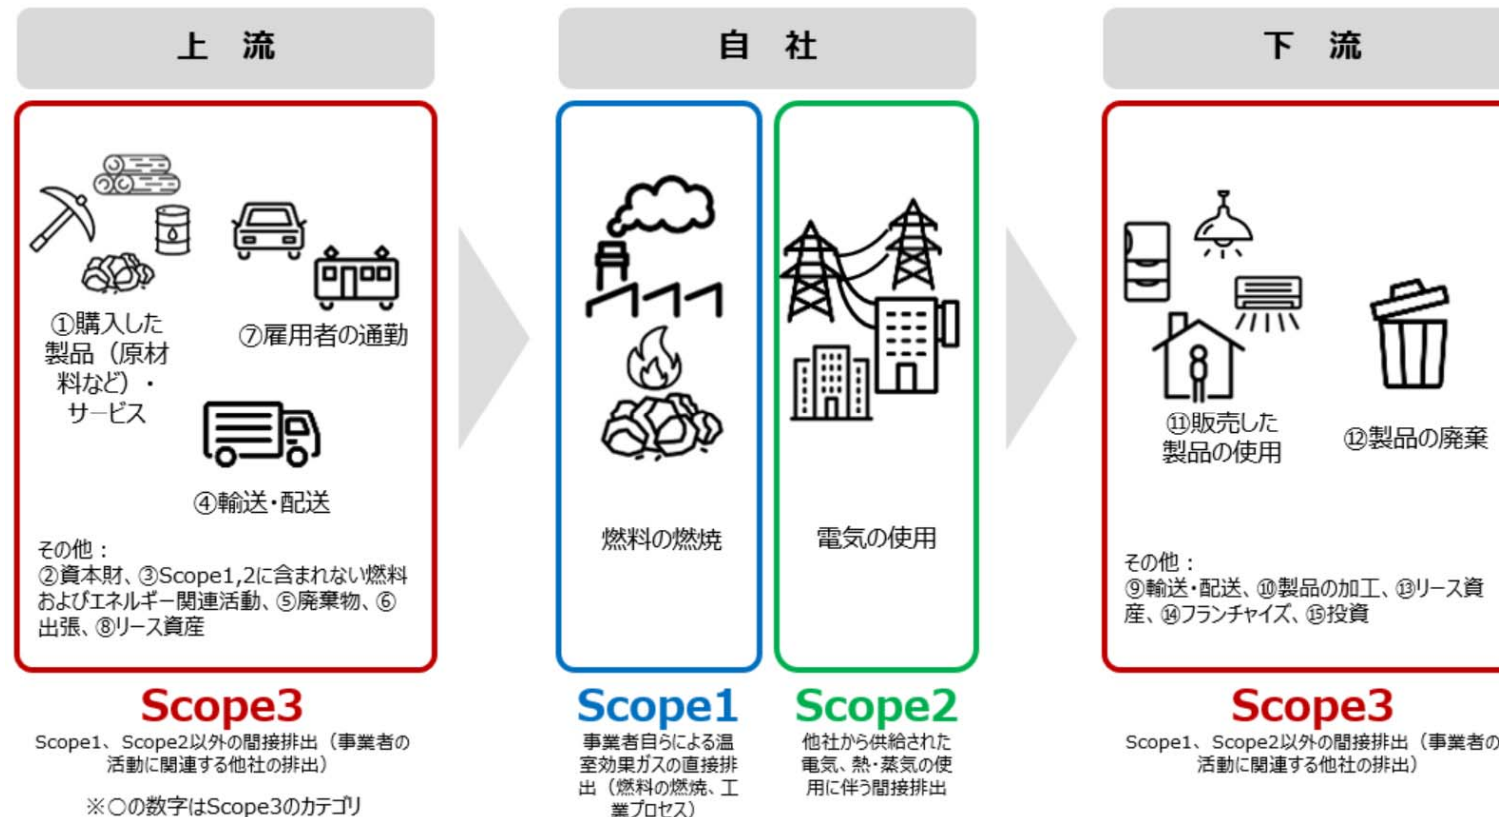 上 流
①購入した
製品（原材
料など）・
サービス
⑦雇用者の通勤
④輸送・配送
その他：
②資本財、③Scope1,2に含まれない燃料
およびエネルギー関連活動、⑤廃棄物、⑥
出張、⑧リース資産
Scope3
Scope1、Scope2以外の間接排出（事業者の
活動に関連する他社の排出）
※○の数字はScope3のカテゴリ
自 社
燃料の燃焼
Scope1
事業者自らによる温
室効果ガスの直接排
出（燃料の燃焼、工
業プロセス）
電気の使用
Scope2
他社から供給された
電気、熱・蒸気の使
用に伴う間接排出
下 流
⑪販売した
製品の使用
⑫製品の廃棄
その他：
⑨輸送・配送、⑩製品の加工、⑬リース資
産、⑭フランチャイズ、⑮投資
Scope3
Scope1、Scope2以外の間接排出（事業者の
活動に関連する他社の排出）